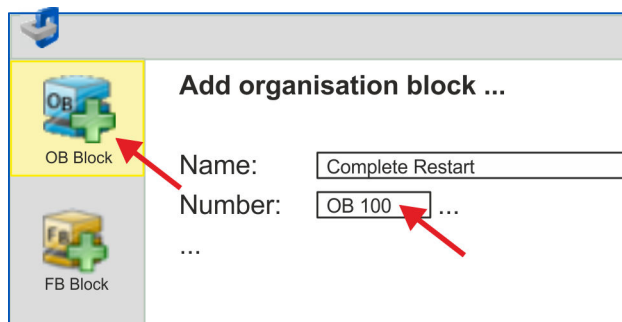 Add organisation block ...
OB
OB Block
Name: Complete Restart
Number: OB 100 ...
...
FB
FB Block